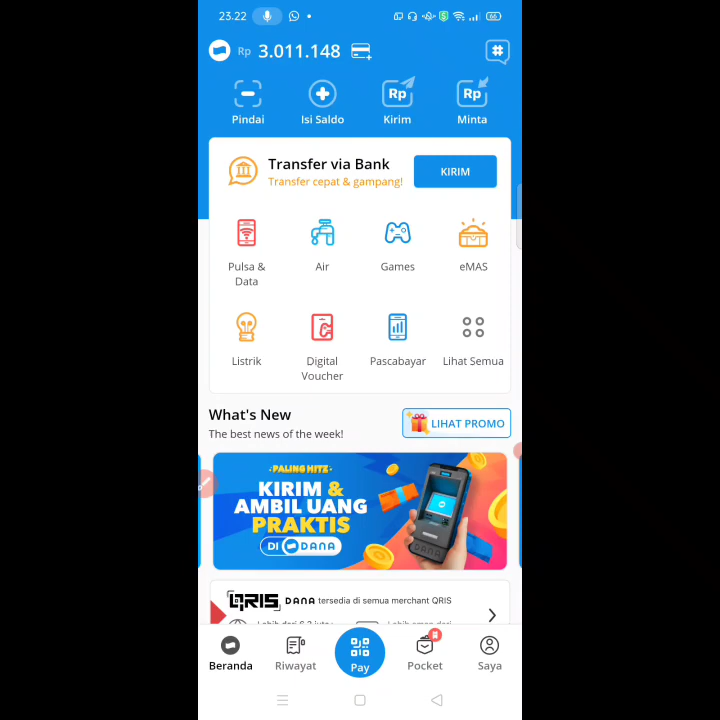 23.22
Rp 3.011.148
Pindai Isi Saldo Kirim Minta
Transfer via Bank
Transfer cepat & gampang!
KIRIM
Pulsa & Data
Air
Games
eMAS
Listrik
Digital Voucher
Pascabayar
Lihat Semua
What's New
The best news of the week!
LIHAT PROMO
PALING HITZ
KIRIM &
AMBIL UANG
PRAKTIS
DI DANA
QRIS DANA tersedia di semua merchant QRIS
Beranda Riwayat Pay Pocket Saya